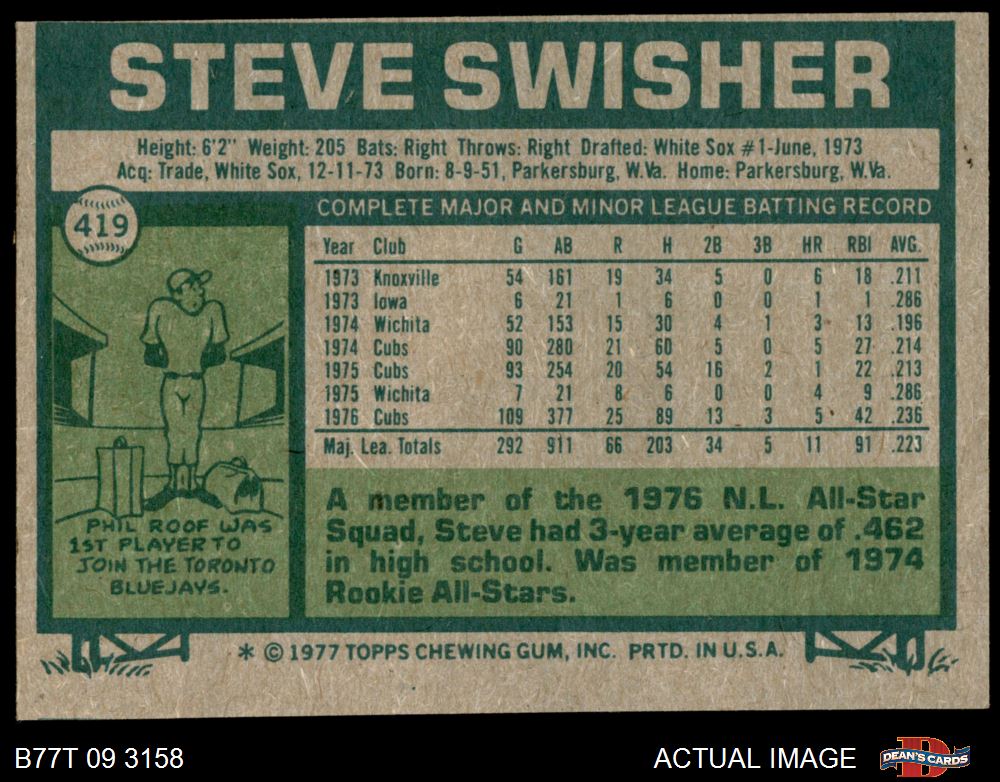 STEVE SWISHER
Height: 6'2" Weight: 205 Bats: Right Throws: Right Drafted: White Sox #1-June, 1973
Acq: Trade, White Sox, 12-11-73 Born: 8-9-51, Parkersburg, W.Va. Home: Parkersburg, W.Va.
419
COMPLETE MAJOR AND MINOR LEAGUE BATTING RECORD
Year Club G AB R H 2B 3B HR RBI AVG.
1973 Knoxville 54 161 19 34 5 0 6 18 .211
1973 Iowa 6 21 1 6 0 0 1 1 .286
1974 Wichita 52 153 15 30 4 1 3 13 .196
1974 Cubs 90 280 21 60 5 0 5 27 .214
1975 Cubs 93 254 20 54 16 2 1 22 .213
1975 Wichita 7 21 8 6 0 0 4 9 .286
1976 Cubs 109 377 25 89 13 3 5 42 .236
Maj. Lea. Totals 292 911 66 203 34 5 11 91 .223
PHIL ROOF WAS
1ST PLAYER TO
JOIN THE TORONTO
BLUEJAYS.
A member of the 1976 N.L. All-Star
Squad, Steve had 3-year average of .462
in high school. Was member of 1974
Rookie All-Stars.
* © 1977 TOPPS CHEWING GUM, INC. PRTD. IN U.S.A.
B77T 09 3158
ACTUAL IMAGE
DEAN'S CARDS